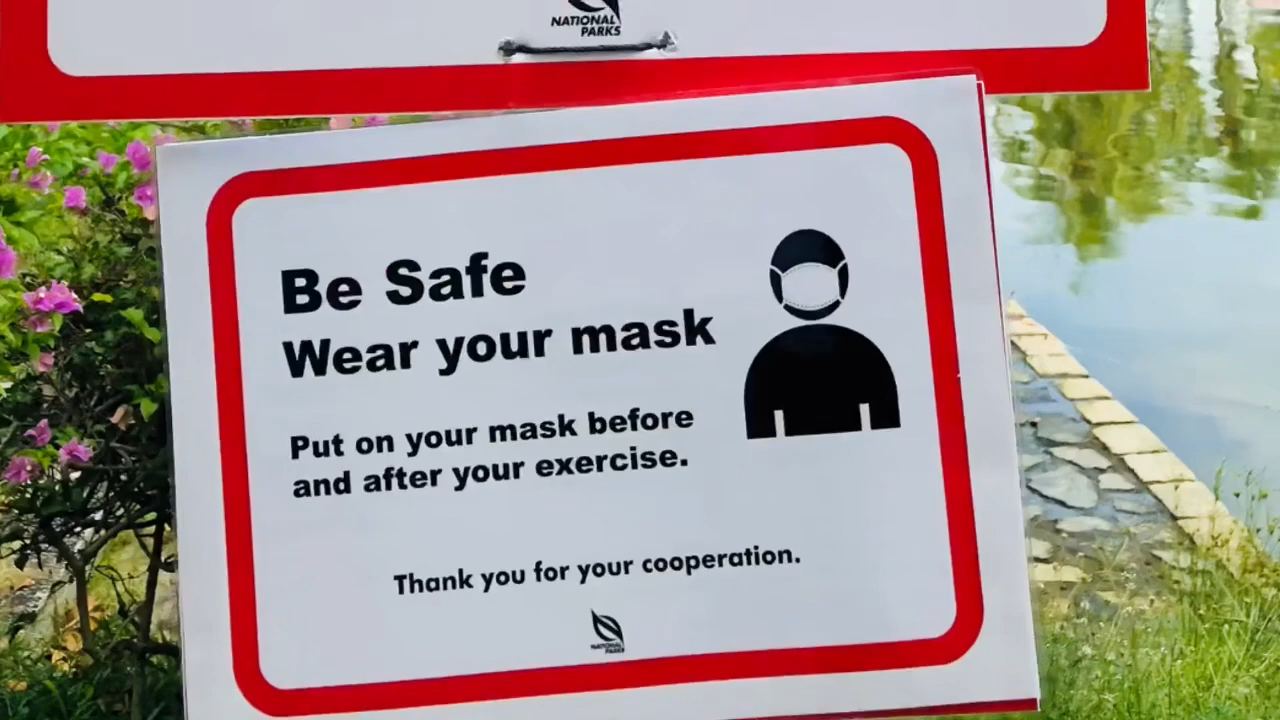 NATIONAL
PARKS
Be Safe
Wear your mask
Put on your mask before
and after your exercise.
Thank you for your cooperation.
NATIONAL
PARKS